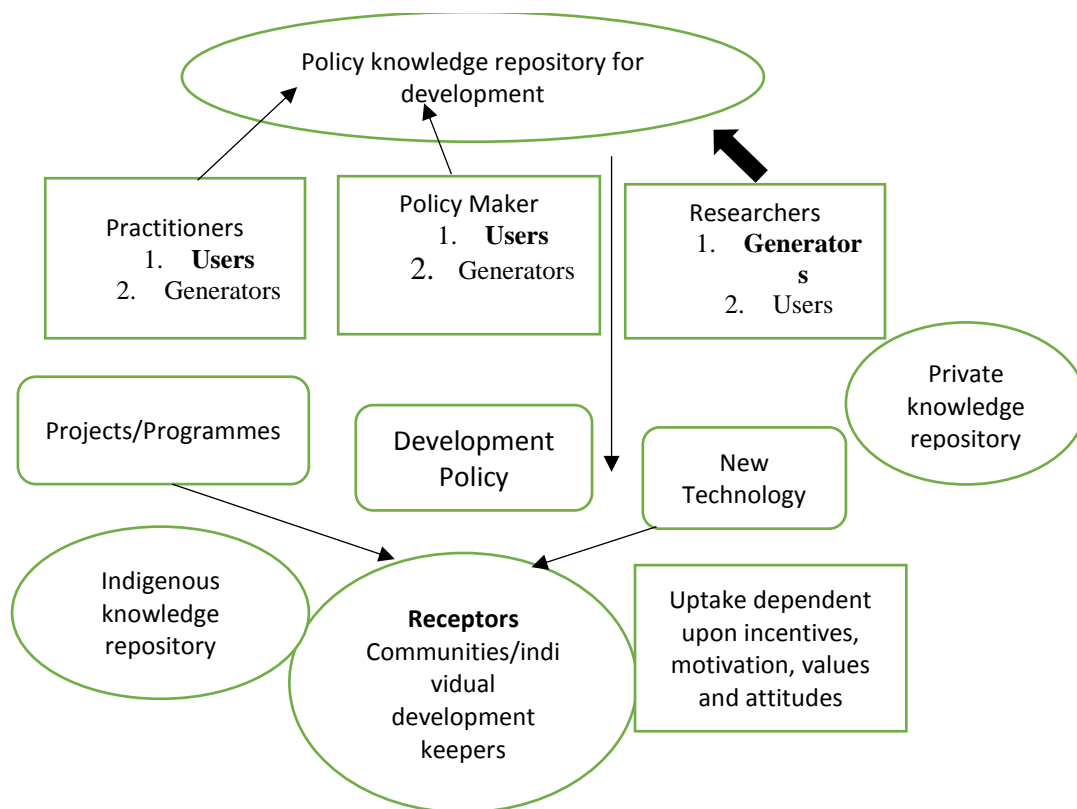 Policy knowledge repository for
development
Practitioners
1. Users
2. Generators
Policy Maker
1. Users
2. Generators
Researchers
1. Generator
s
2. Users
Private
knowledge
repository
Projects/Programmes
Development
Policy
New
Technology
Indigenous
knowledge
repository
Receptors
Communities/indi
vidual
development
keepers
Uptake dependent
upon incentives,
motivation, values
and attitudes